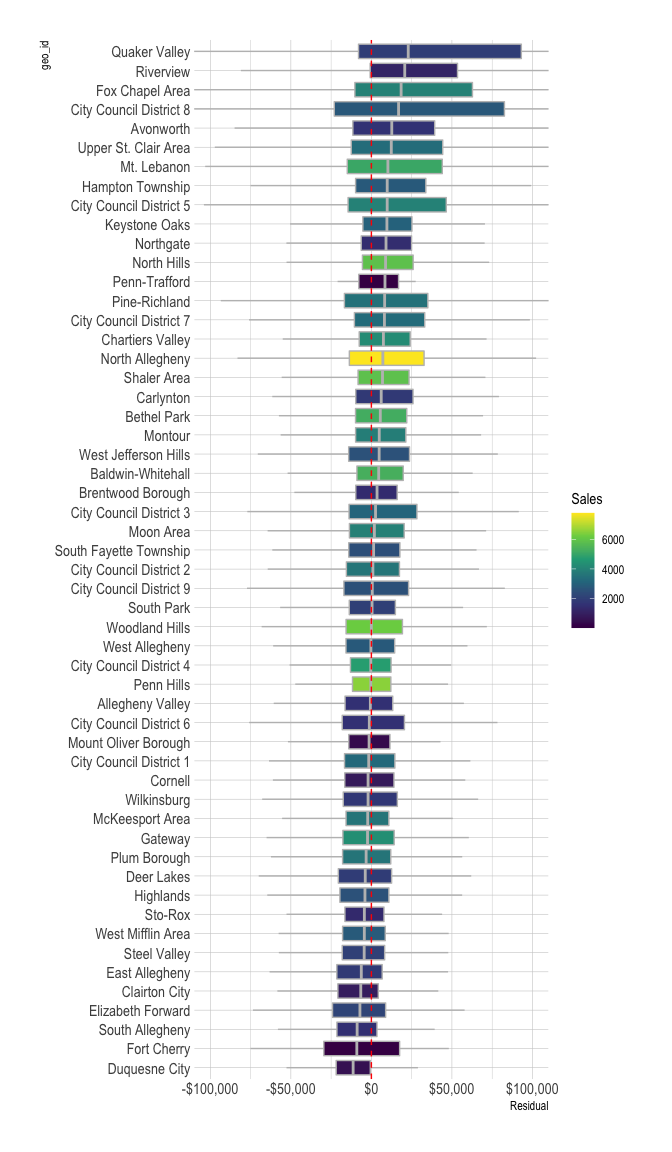 geo_id
Quaker Valley
Riverview
Fox Chapel Area
City Council District 8
Avonworth
Upper St. Clair Area
Mt. Lebanon
Hampton Township
City Council District 5
Keystone Oaks
Northgate
North Hills
Penn-Trafford
Pine-Richland
City Council District 7
Chartiers Valley
North Allegheny
Shaler Area
Carlynton
Bethel Park
Montour
West Jefferson Hills
Baldwin-Whitehall
Brentwood Borough
City Council District 3
Moon Area
South Fayette Township
City Council District 2
City Council District 9
South Park
Woodland Hills
West Allegheny
City Council District 4
Penn Hills
Allegheny Valley
City Council District 6
Mount Oliver Borough
City Council District 1
Cornell
Wilkinsburg
McKeesport Area
Gateway
Plum Borough
Deer Lakes
Highlands
Sto-Rox
West Mifflin Area
Steel Valley
East Allegheny
Clairton City
Elizabeth Forward
South Allegheny
Fort Cherry
Duquesne City
-$100,000 -$50,000 $0 $50,000 $100,000
Residual
Sales
6000
4000
2000